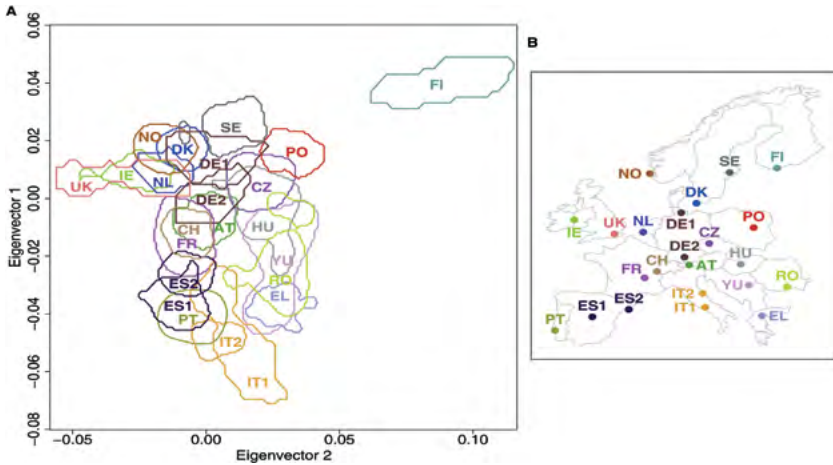 A
0.06
0.04
0.02
0.00
−0.02
−0.04
−0.06
−0.08
Eigenvector 1
FI
SE
NO
DK
PO
DE1
IE
UK
NL
CZ
DE2
CH
AT
HU
FR
YU
ES2
RO
EL
ES1
PT
IT2
IT1
−0.05
0.00
0.05
0.10
Eigenvector 2
B
NO
SE
FI
DK
IE
UK
NL
DE1
PO
CZ
DE2
HU
CH
AT
FR
RO
YU
IT2
ES1
ES2
IT1
PT
EL